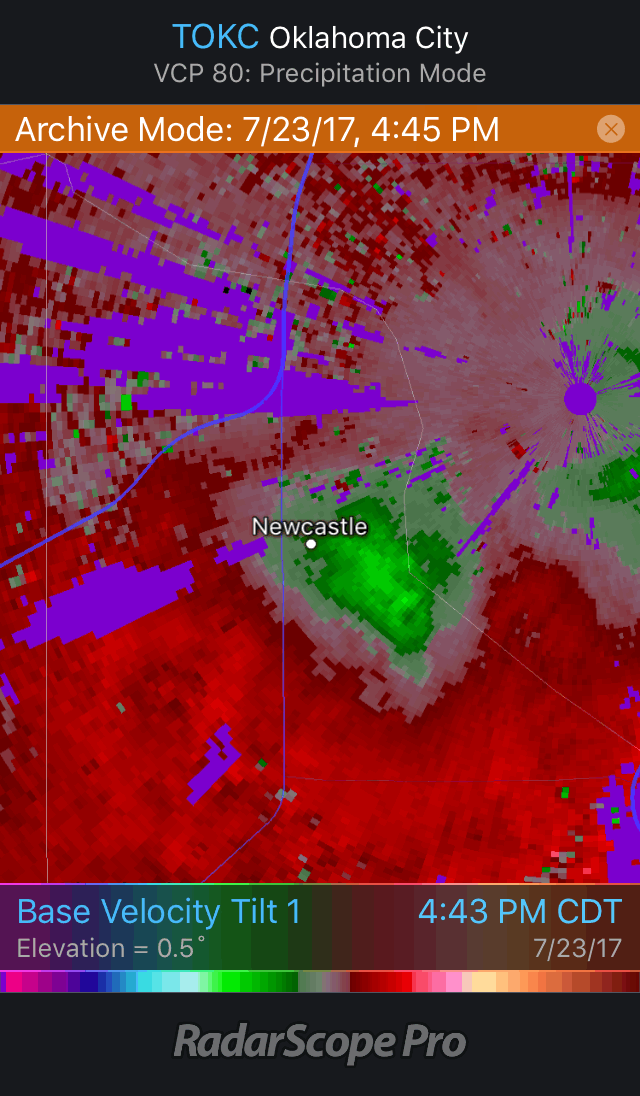 TOKC Oklahoma City
VCP 80: Precipitation Mode
Archive Mode: 7/23/17, 4:45 PM
Newcastle
Base Velocity Tilt 1
4:43 PM CDT
Elevation = 0.5°
7/23/17
RadarScope Pro